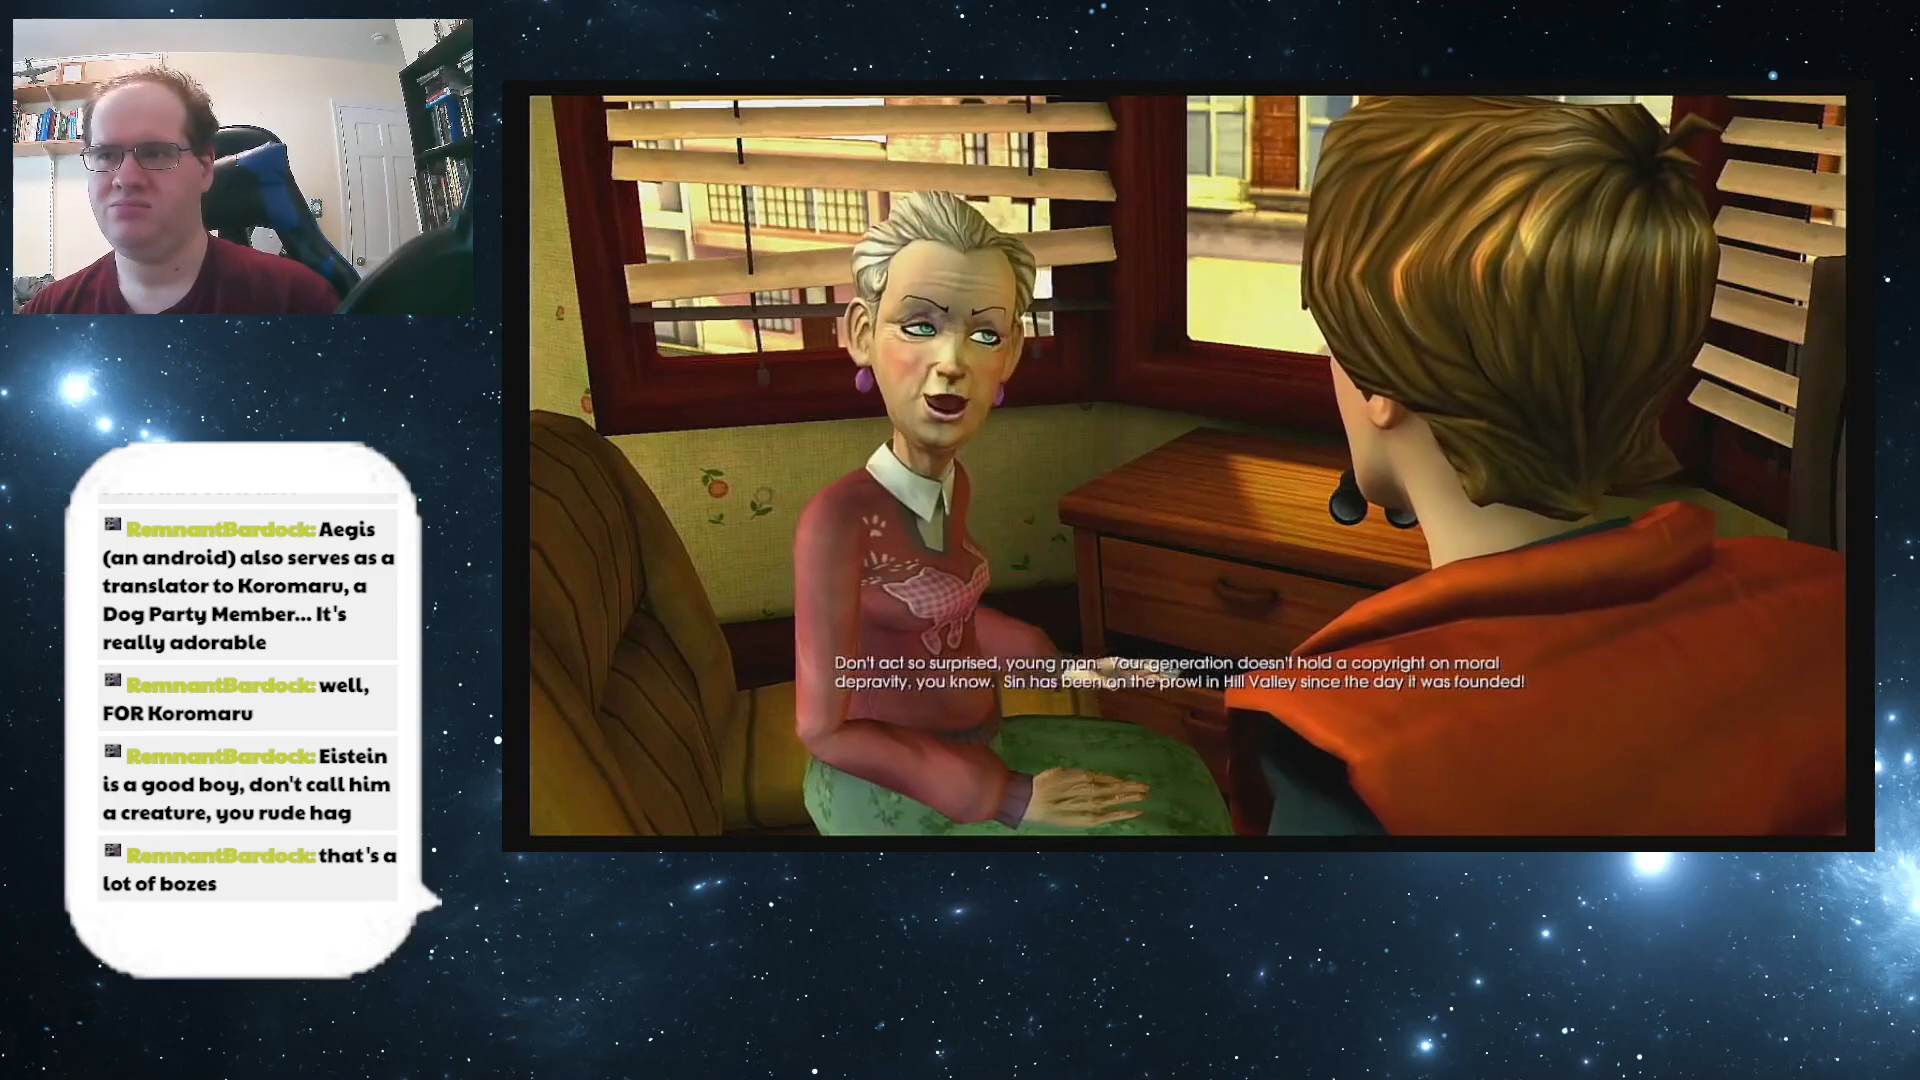 RemnantBardock: Aegis
(an android) also serves as a
translator to Koromaru, a
Dog Party Member... It's
really adorable
RemnantBardock: well,
FOR Koromaru
RemnantBardock: Eistein
is a good boy, don't call him
a creature, you rude hag
RemnantBardock: that's a
lot of bozes
Don't act so surprised, young man. Your generation doesn't hold a copyright on moral
depravity, you know. Sin has been on the prowl in Hill Valley since the day it was founded!